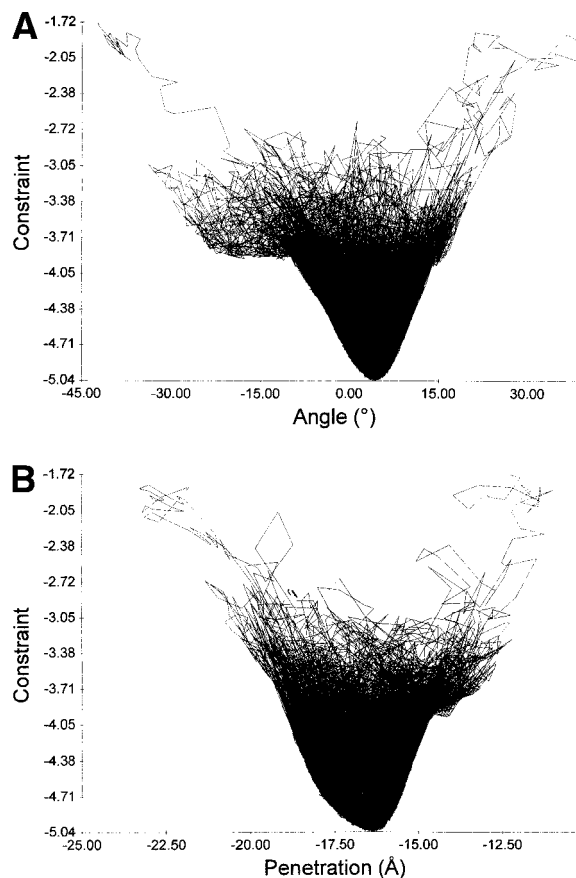 A
-1.72
-2.05
-2.38
-2.72
-3.05
-3.38
-3.71
-4.05
-4.38
-4.71
-5.04
Constraint
-45.00 -30.00 -15.00 0.00 15.00 30.00
Angle (°)
B
-1.72
-2.05
-2.38
-2.72
-3.05
-3.38
-3.71
-4.05
-4.38
-4.71
-5.04
Constraint
-25.00 -22.50 -20.00 -17.50 -15.00 -12.50
Penetration (Å)